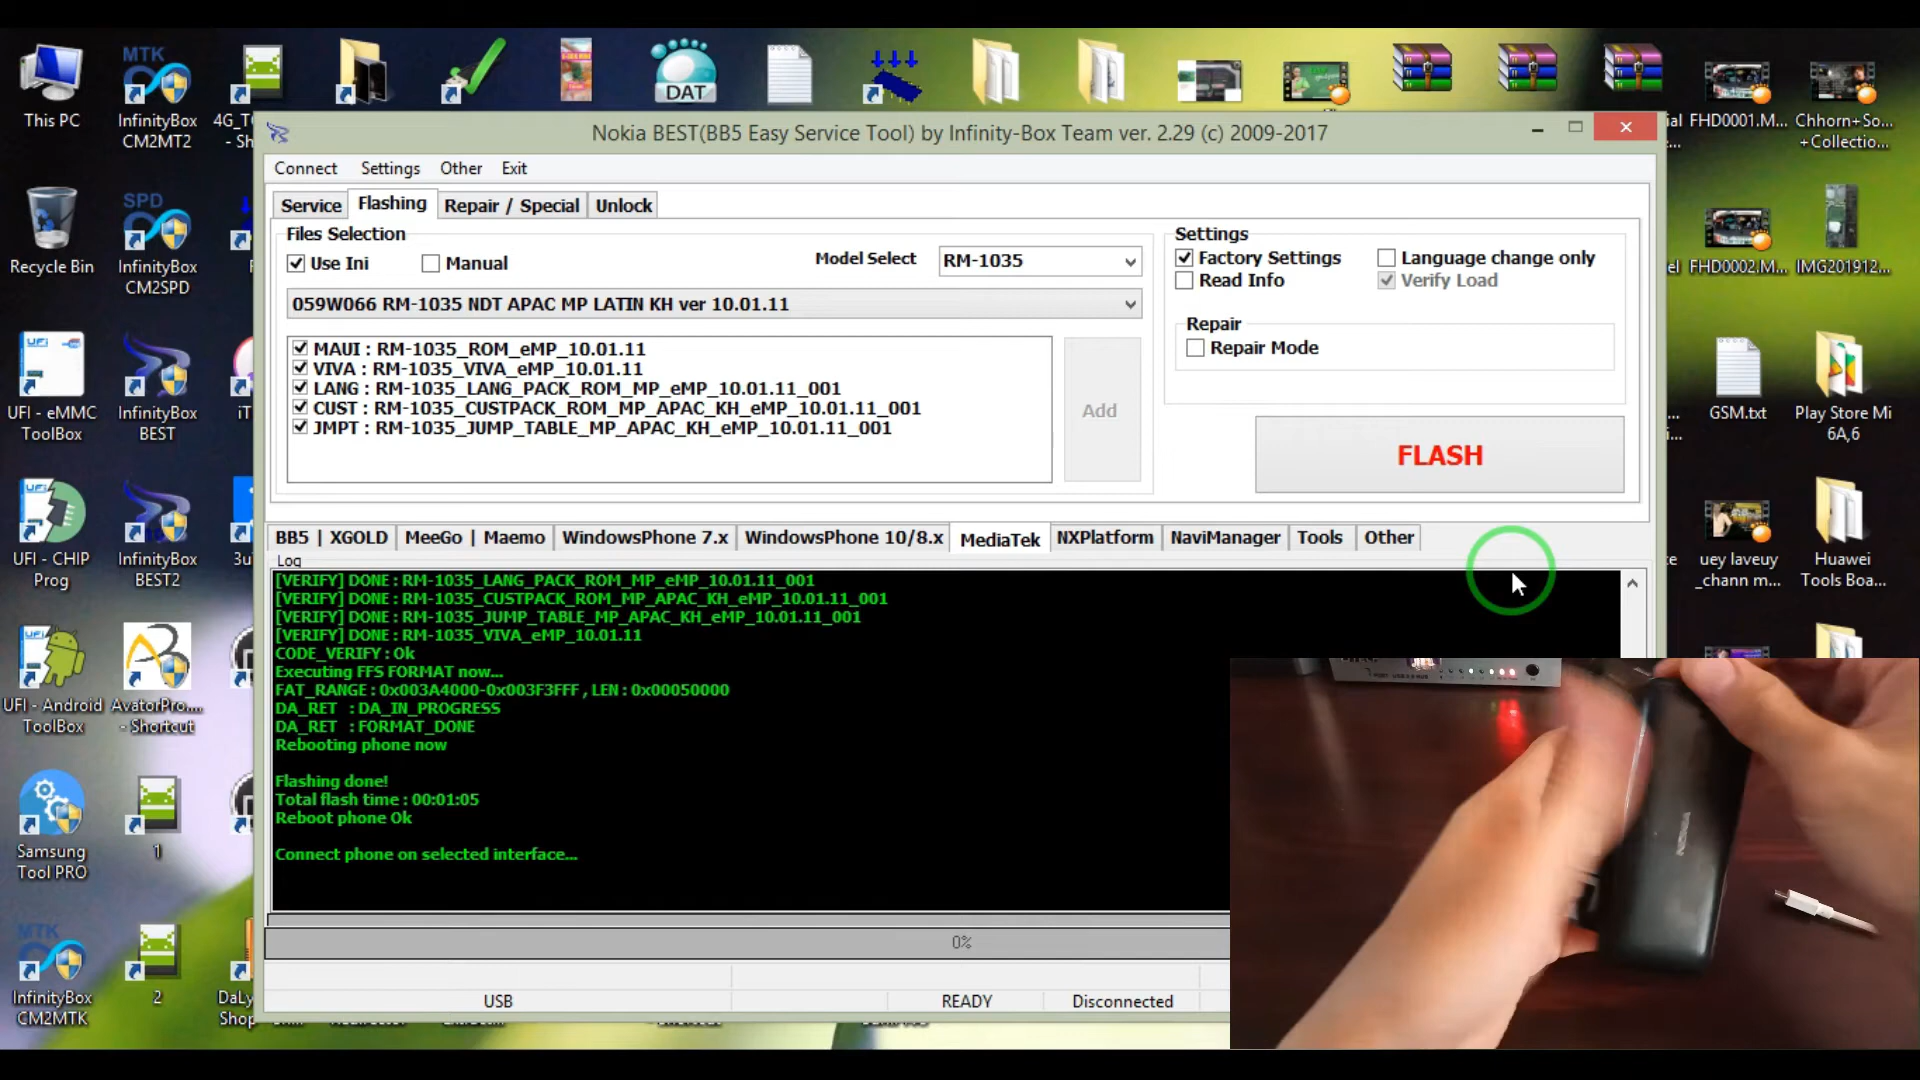 Nokia BEST(BB5 Easy Service Tool) by Infinity-Box Team ver. 2.29 (c) 2009-2017
Connect Settings Other Exit
Service Flashing Repair / Special Unlock
Files Selection
Use Ini Manual Model Select RM-1035
059W066 RM-1035 NDT APAC MP LATIN KH ver 10.01.11
MAUI : RM-1035_ROM_eMP_10.01.11
VIVA : RM-1035_VIVA_eMP_10.01.11
LANG : RM-1035_LANG_PACK_ROM_MP_eMP_10.01.11_001
CUST : RM-1035_CUSTPACK_ROM_MP_APAC_KH_eMP_10.01.11_001
JMPT : RM-1035_JUMP_TABLE_MP_APAC_KH_eMP_10.01.11_001
Add
Settings
Factory Settings Language change only
Read Info Verify Load
Repair
Repair Mode
FLASH
BB5 | XGOLD MeeGo | Maemo WindowsPhone 7.x WindowsPhone 10/8.x MediaTek NXPlatform NaviManager Tools Other
Log
[VERIFY] DONE : RM-1035_LANG_PACK_ROM_MP_eMP_10.01.11_001
[VERIFY] DONE : RM-1035_CUSTPACK_ROM_MP_APAC_KH_eMP_10.01.11_001
[VERIFY] DONE : RM-1035_JUMP_TABLE_MP_APAC_KH_eMP_10.01.11_001
[VERIFY] DONE : RM-1035_VIVA_eMP_10.01.11
CODE_VERIFY : Ok
Executing FFS FORMAT now...
FAT_RANGE : 0x003A4000-0x003F3FFF , LEN : 0x00050000
DA_RET : DA_IN_PROGRESS
DA_RET : FORMAT_DONE
Rebooting phone now
Flashing done!
Total flash time : 00:01:05
Reboot phone Ok
Connect phone on selected interface...
0%
USB READY Disconnected
This PC
MTK
InfinityBox
CM2MT2
4G_T
- Sh
DAT
Recycle Bin
SPD
InfinityBox
CM2SPD
UFI - eMMC
ToolBox
InfinityBox
BEST
iT
UFI - CHIP
Prog
InfinityBox
BEST2
3u
UFI - Android
ToolBox
AvatorPro....
- Shortcut
Samsung
Tool PRO
1
MTK
InfinityBox
CM2MTK
2
DaLy
Shop
FHD0001.M...
Chhorn+So...
+Collectio...
FHD0002.M...
IMG201912...
GSM.txt
Play Store Mi
6A,6
uey laveuy
_chann m...
Huawei
Tools Boa...
NOKIA